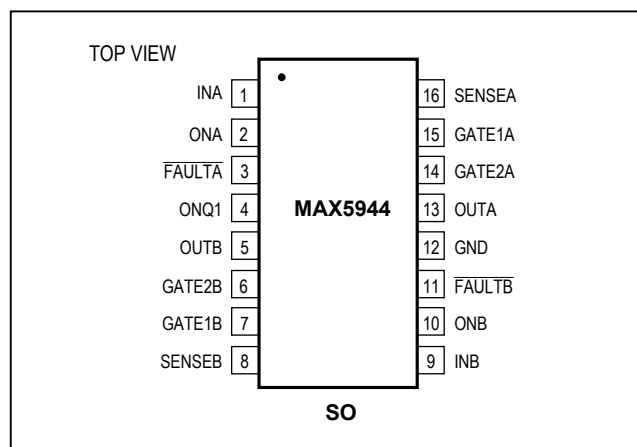 TOP VIEW
INA 1
ONA 2
FAULTA 3
ONQ1 4
OUTB 5
GATE2B 6
GATE1B 7
SENSEB 8
MAX5944
16 SENSEA
15 GATE1A
14 GATE2A
13 OUTA
12 GND
11 FAULTB
10 ONB
9 INB
SO